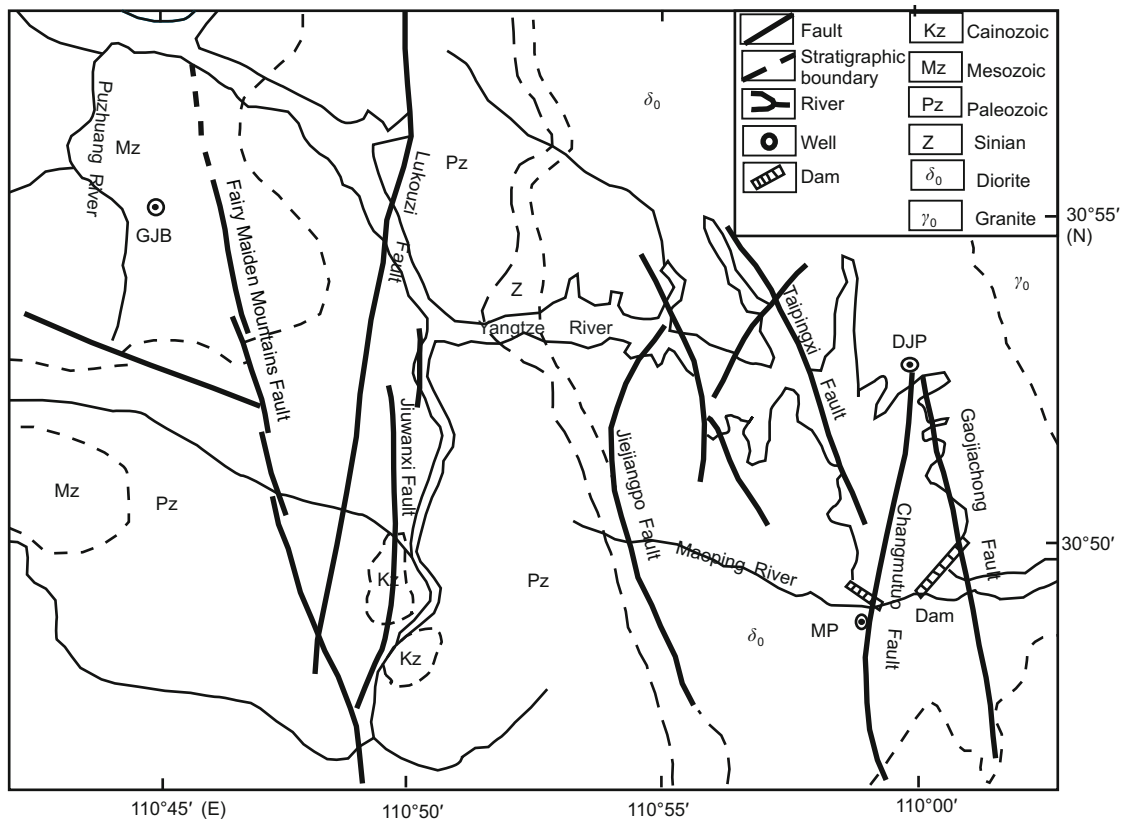 Fault
Stratigraphic
boundary
River
Well
Dam
Kz Cainozoic
Mz Mesozoic
Pz Paleozoic
Z Sinian
δ₀ Diorite
γ₀ Granite
Puzhuang River
Mz
GJB
Fairy Maiden Mountains Fault
Lukouzi
Fault
Pz
δ₀
30°55′
(N)
γ₀
Z
Yangtze River
Taipingxi
Fault
DJP
Jiuwanxi Fault
Jiejiangpo Fault
Gaojiachong
Fault
Mz
Pz
Changmutuo
Fault
30°50′
Maoping River
Kz
Pz
Dam
MP
δ₀
Kz
110°45′ (E)
110°50′
110°55′
110°00′